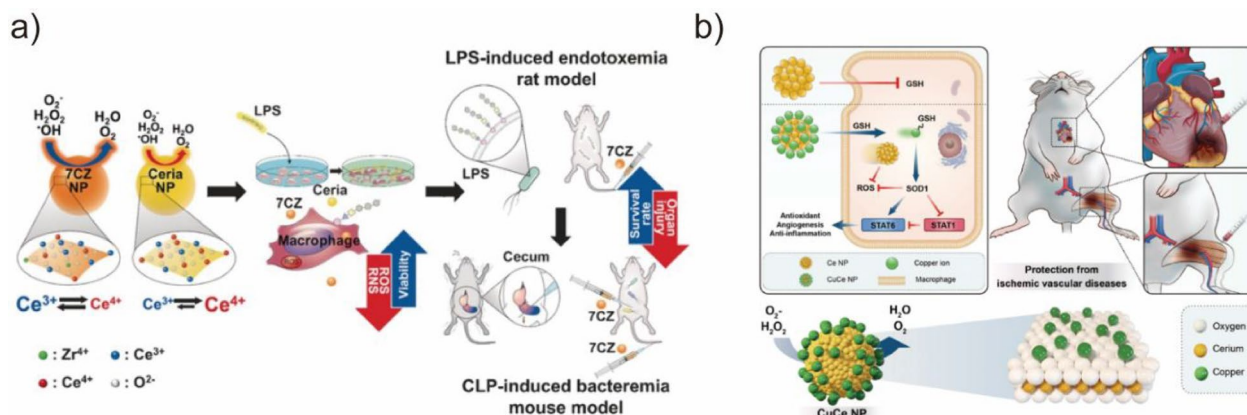 a)
LPS-induced endotoxemia
rat model
O₂⁻
H₂O₂
·OH
H₂O
O₂
7CZ
NP
O₂⁻
H₂O₂
·OH
H₂O
O₂
Ceria
NP
LPS
Ceria
7CZ
Macrophage
ROS
RNS
Viability
LPS
7CZ
Survival
rate
Organ
injury
Cecum
7CZ
7CZ
CLP-induced bacteremia
mouse model
Ce³⁺ Ce⁴⁺
Ce³⁺ Ce⁴⁺
: Zr⁴⁺ : Ce³⁺
: Ce⁴⁺ : O²⁻
b)
GSH
GSH
GSH
ROS
SOD1
STAT6
STAT1
Antioxidant
Angiogenesis
Anti-inflammation
Ce NP
Copper ion
CuCe NP
Macrophage
Protection from
ischemic vascular diseases
O₂⁻
H₂O₂
H₂O
O₂
CuCe NP
Oxygen
Cerium
Copper